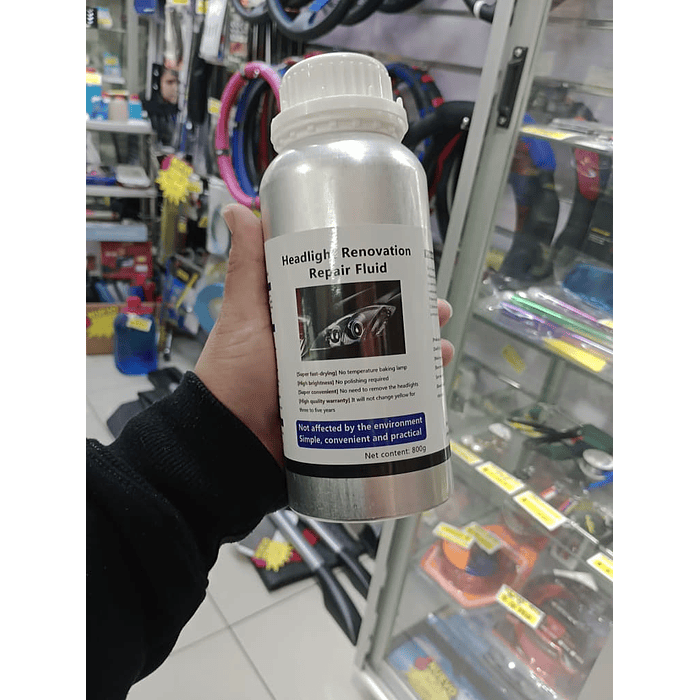 Headlight Renovation
Repair Fluid
[Super fast-drying] No temperature baking lamp
[High brightness] No polishing required
[Super convenient] No need to remove the headlights
[High quality warranty] It will not change yellow for
three to five years
Not affected by the environment
Simple, convenient and practical
Net content: 800g